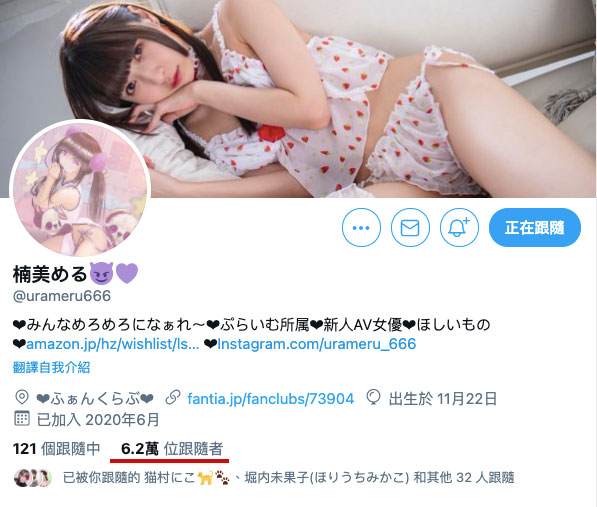 正在跟隨
楠美める😈💜
@urameru666
❤みんなめろめろになぁれ〜❤ぷらいむ所属❤新人AV女優❤ほしいもの
❤amazon.jp/hz/wishlist/ls... ❤Instagram.com/urameru_666
翻譯自我介紹
❤ふぁんくらぶ❤ fantia.jp/fanclubs/73904 出生於 11月22日
已加入 2020年6月
121 個跟隨中 6.2萬 位跟隨者
已被你跟隨的 猫村にこ🐈🐾、堀内未果子(ほりうちみかこ) 和其他 32 人跟隨